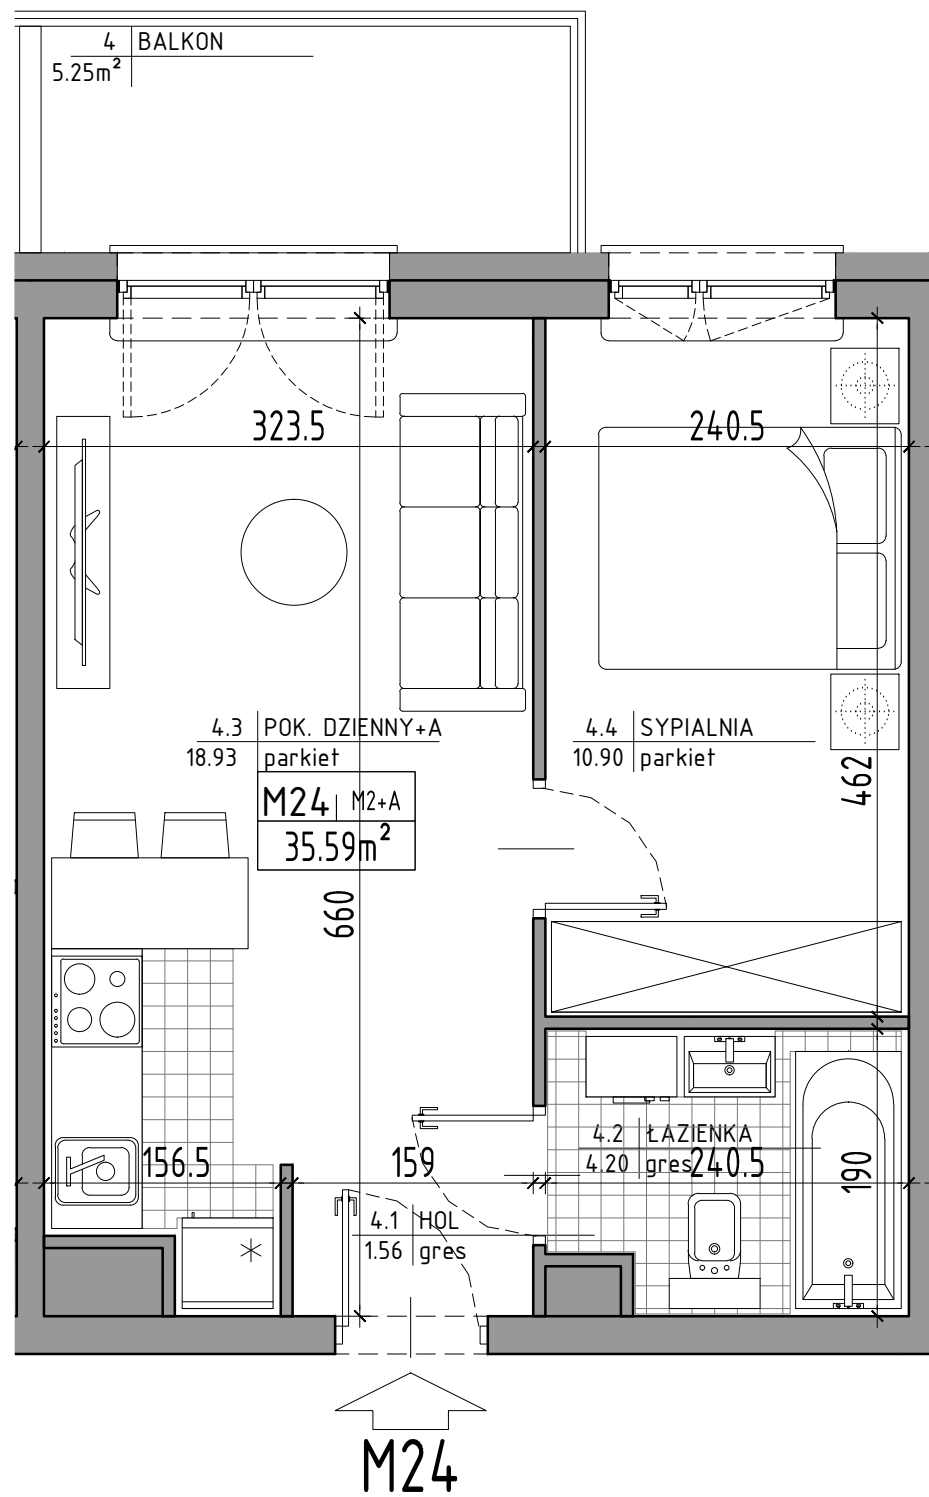 4 BALKON
5.25m²
323.5
240.5
4.3 POK. DZIENNY+A
18.93 parkiet
4.4 SYPIALNIA
10.90 parkiet
M24 M2+A
35.59m²
462
660
4.2 ŁAZIENKA
4.20 gres
156.5
159
240.5
190
4.1 HOL
1.56 gres
M24